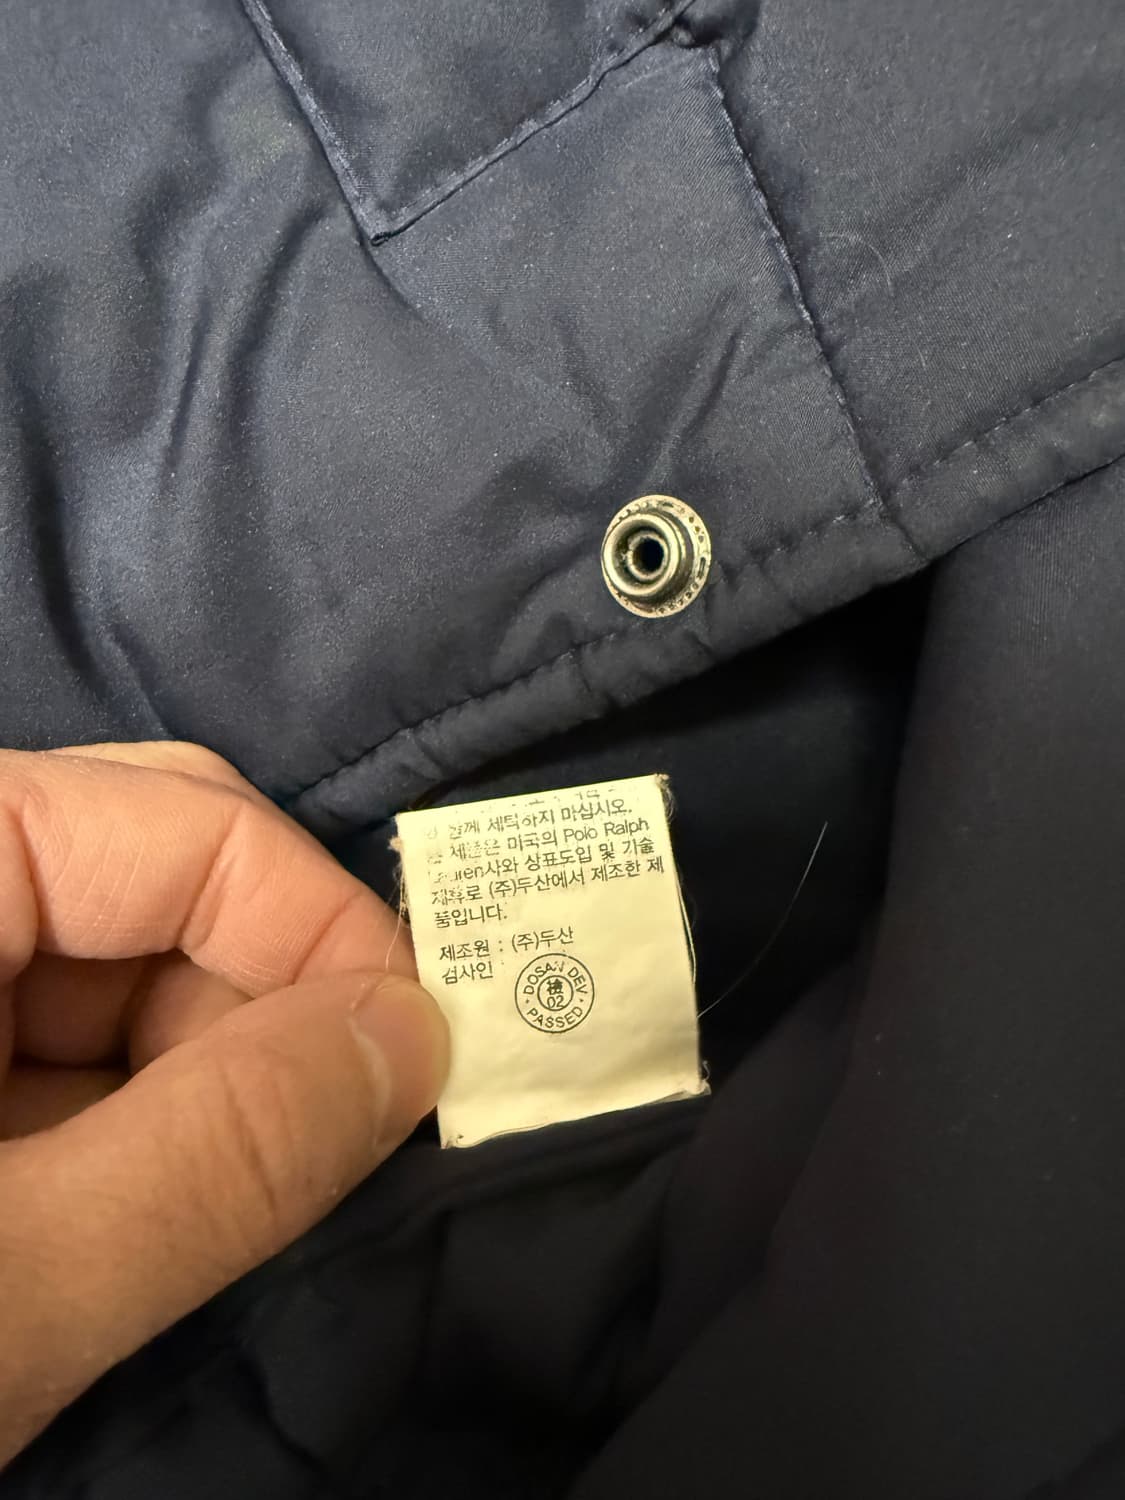 함께 세탁하지 마십시오.
제품은 미국의 Polo Ralph
Lauren사와 상표도입 및 기술
제휴로 (주)두산에서 제조한 제
품입니다.
제조원 : (주)두산
검사인
DOSAN DEV
檢
02
PASSED